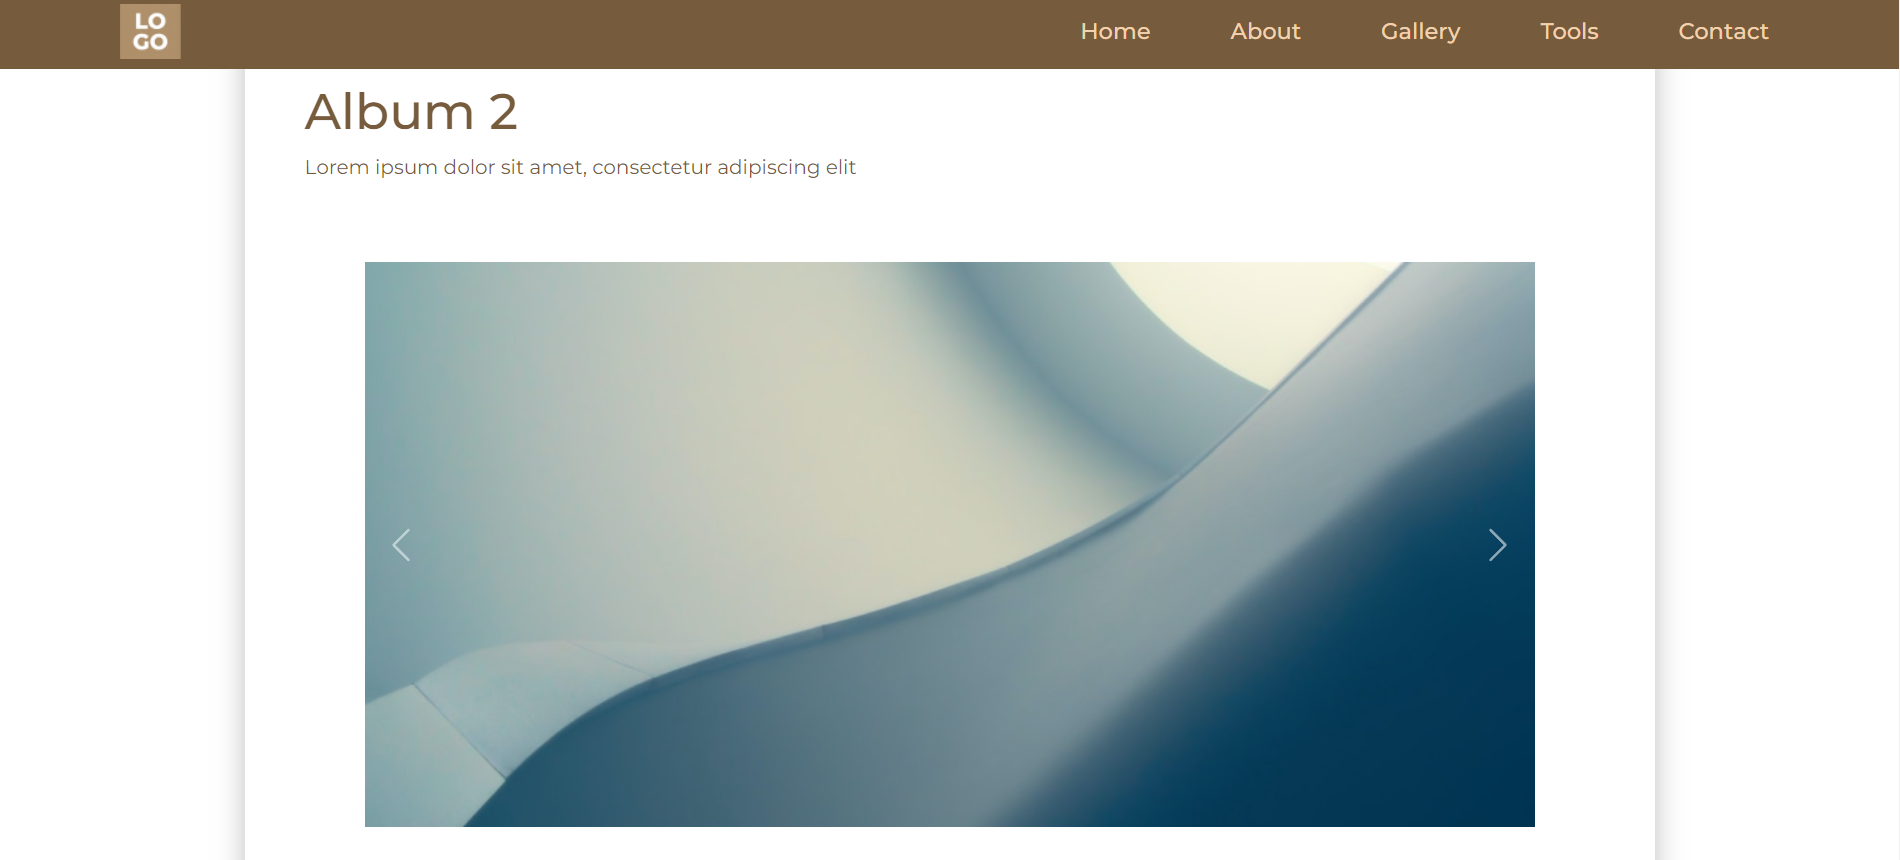 LO
GO
Home About Gallery Tools Contact
Album 2
Lorem ipsum dolor sit amet, consectetur adipiscing elit